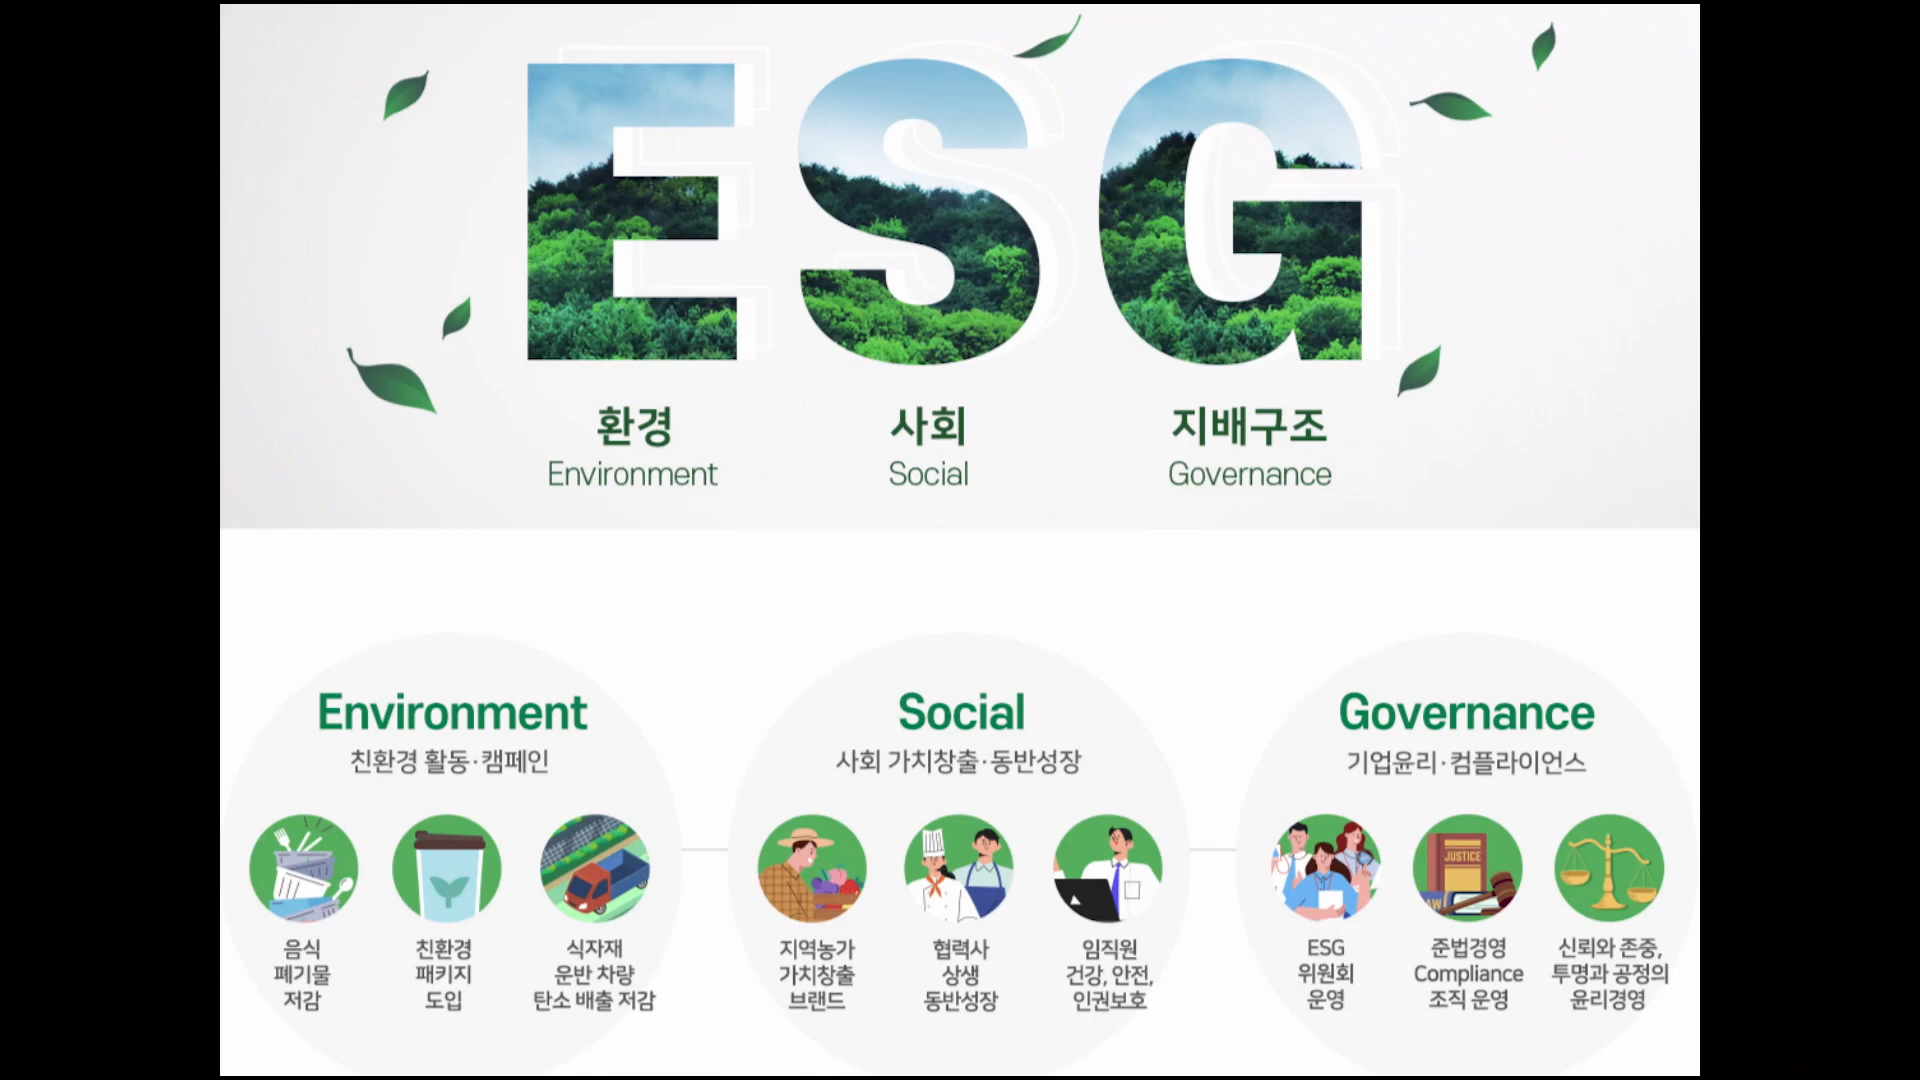 ESG
환경
Environment
사회
Social
지배구조
Governance
Environment
친환경 활동·캠페인
음식
폐기물
저감
친환경
패키지
도입
식자재
운반 차량
탄소 배출 저감
Social
사회 가치창출·동반성장
지역농가
가치창출
브랜드
협력사
상생
동반성장
임직원
건강, 안전,
인권보호
Governance
기업윤리·컴플라이언스
ESG
위원회
운영
JUSTICE
LAW
준법경영
Compliance
조직 운영
신뢰와 존중,
투명과 공정의
윤리경영